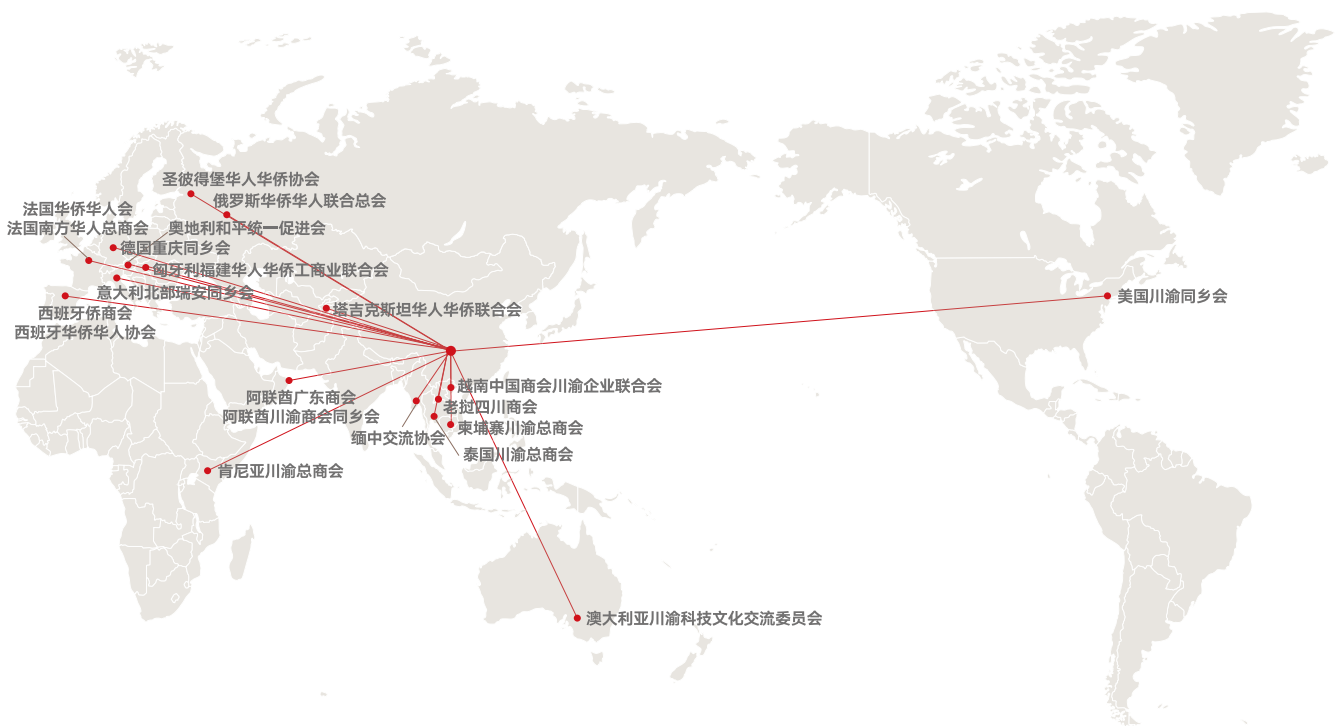 圣彼得堡华人华侨协会
俄罗斯华侨华人联合总会
法国华侨华人会
法国南方华人总商会
奥地利和平统一促进会
德国重庆同乡会
匈牙利福建华人华侨工商业联合会
意大利北部瑞安同乡会
美国川渝同乡会
西班牙侨商会
塔吉克斯坦华人华侨联合会
西班牙华侨华人协会
越南中国商会川渝企业联合会
阿联酋广东商会
老挝四川商会
阿联酋川渝商会同乡会
柬埔寨川渝总商会
缅中交流协会
泰国川渝总商会
肯尼亚川渝总商会
澳大利亚川渝科技文化交流委员会